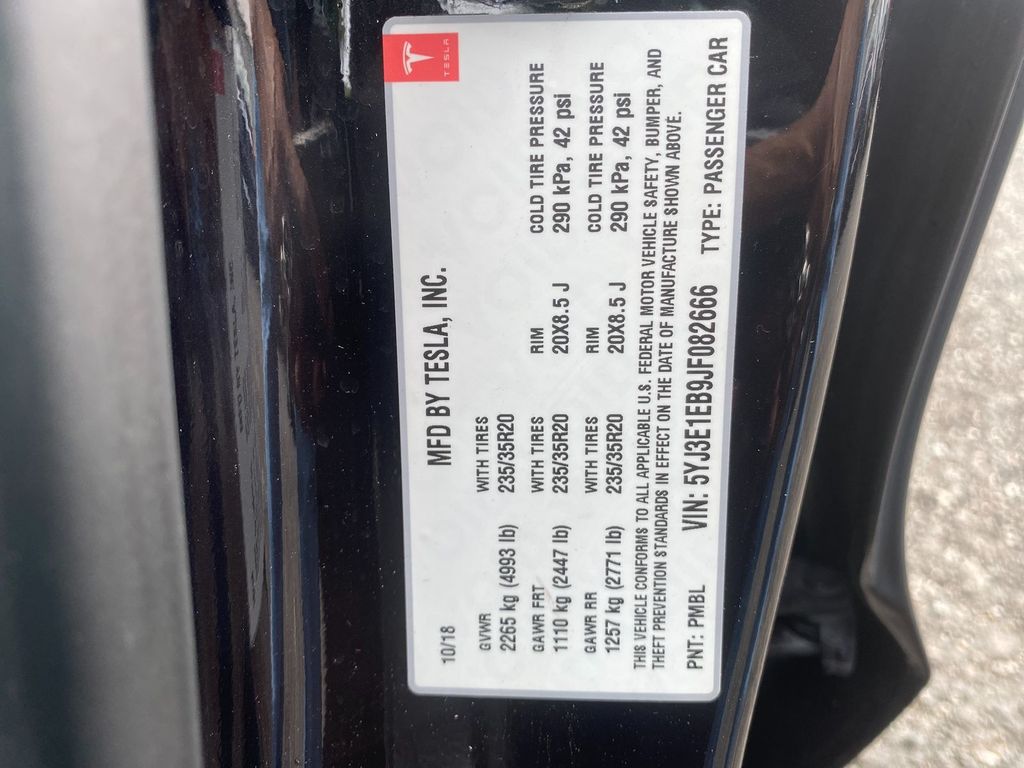 TESLA
10/18
MFD BY TESLA, INC.
GVWR WITH TIRES
2265 kg (4993 lb) 235/35R20
GAWR FRT WITH TIRES RIM COLD TIRE PRESSURE
1110 kg (2447 lb) 235/35R20 20X8.5 J 290 kPa, 42 psi
GAWR RR WITH TIRES RIM COLD TIRE PRESSURE
1257 kg (2771 lb) 235/35R20 20X8.5 J 290 kPa, 42 psi
THIS VEHICLE CONFORMS TO ALL APPLICABLE U.S. FEDERAL MOTOR VEHICLE SAFETY, BUMPER, AND
THEFT PREVENTION STANDARDS IN EFFECT ON THE DATE OF MANUFACTURE SHOWN ABOVE.
PNT: PMBL VIN: 5YJ3E1EB9JF082666 TYPE: PASSENGER CAR